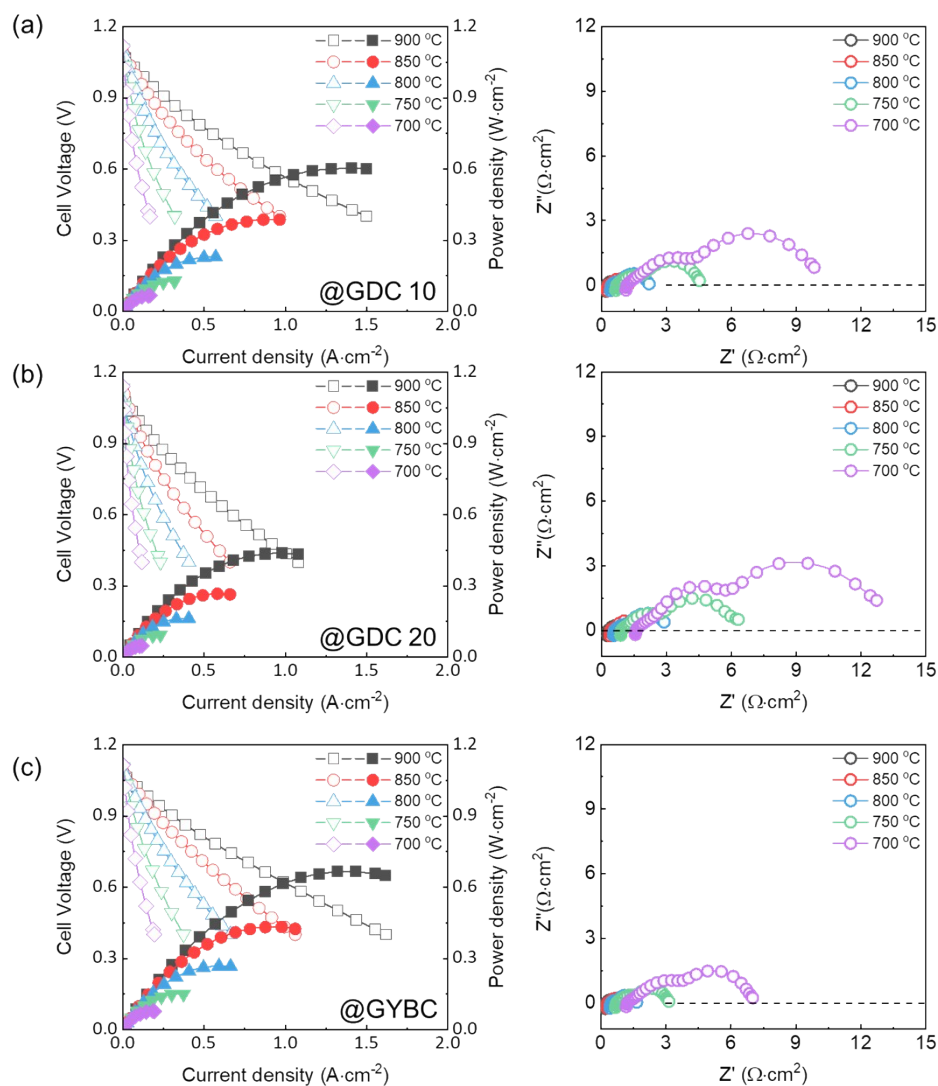 (a)
1.2
0.9
0.6
0.3
0.0
Cell Voltage (V)
900 °C
850 °C
800 °C
750 °C
700 °C
@GDC 10
1.2
0.9
0.6
0.3
0.0
Power density (W·cm⁻²)
0.0 0.5 1.0 1.5 2.0
Current density (A·cm⁻²)
12
9
6
3
0
Z"(Ω·cm²)
900 °C
850 °C
800 °C
750 °C
700 °C
0 3 6 9 12 15
Z' (Ω·cm²)
(b)
1.2
0.9
0.6
0.3
0.0
Cell Voltage (V)
900 °C
850 °C
800 °C
750 °C
700 °C
@GDC 20
1.2
0.9
0.6
0.3
0.0
Power density (W·cm⁻²)
0.0 0.5 1.0 1.5 2.0
Current density (A·cm⁻²)
12
9
6
3
0
Z"(Ω·cm²)
900 °C
850 °C
800 °C
750 °C
700 °C
0 3 6 9 12 15
Z' (Ω·cm²)
(c)
1.2
0.9
0.6
0.3
0.0
Cell Voltage (V)
900 °C
850 °C
800 °C
750 °C
700 °C
@GYBC
1.2
0.9
0.6
0.3
0.0
Power density (W·cm⁻²)
0.0 0.5 1.0 1.5 2.0
Current density (A·cm⁻²)
12
9
6
3
0
Z"(Ω·cm²)
900 °C
850 °C
800 °C
750 °C
700 °C
0 3 6 9 12 15
Z' (Ω·cm²)